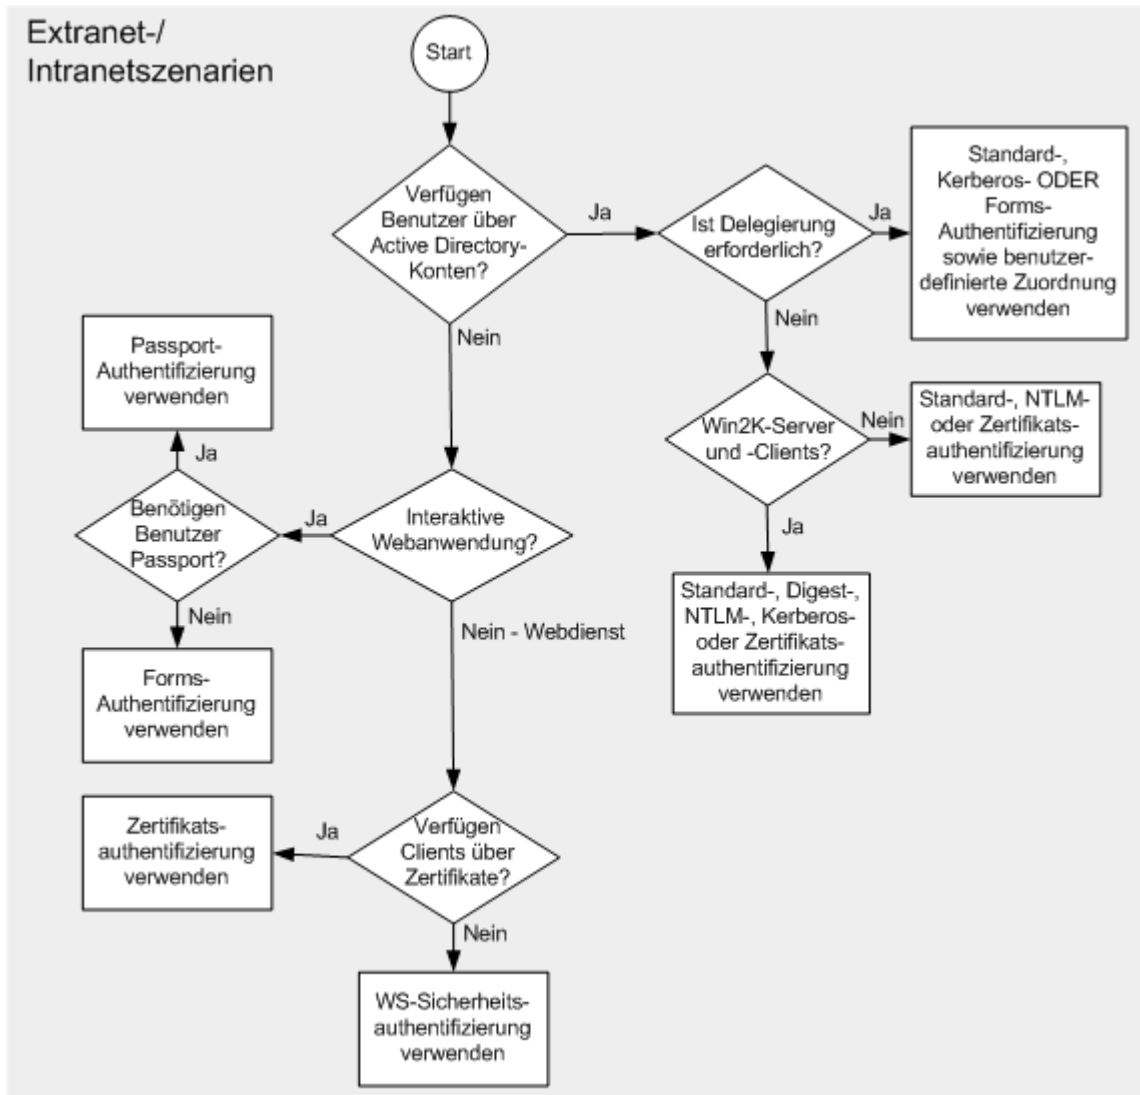 Extranet-/
Intranetszenarien
Start
Verfügen
Benutzer über
Active Directory-
Konten?
Ja
Ist Delegierung
erforderlich?
Ja
Standard-,
Kerberos- ODER
Forms-
Authentifizierung
sowie benutzer-
definierte Zuordnung
verwenden
Nein
Win2K-Server
und -Clients?
Nein
Standard-, NTLM-
oder Zertifikats-
authentifizierung
verwenden
Ja
Standard-, Digest-,
NTLM-, Kerberos-
oder Zertifikats-
authentifizierung
verwenden
Nein
Interaktive
Webanwendung?
Ja
Benötigen
Benutzer
Passport?
Ja
Passport-
Authentifizierung
verwenden
Nein
Forms-
Authentifizierung
verwenden
Nein - Webdienst
Verfügen
Clients über
Zertifikate?
Ja
Zertifikats-
authentifizierung
verwenden
Nein
WS-Sicherheits-
authentifizierung
verwenden